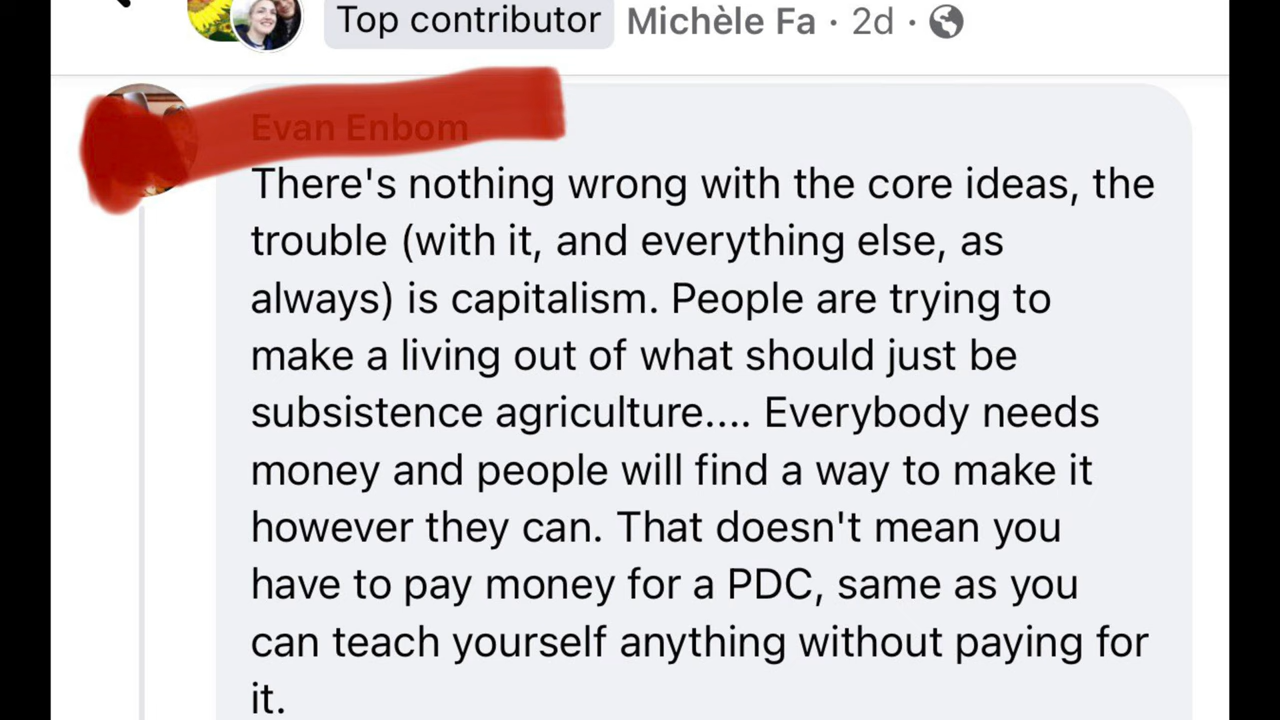 Top contributor Michèle Fa · 2d ·
Evan Enbom
There's nothing wrong with the core ideas, the
trouble (with it, and everything else, as
always) is capitalism. People are trying to
make a living out of what should just be
subsistence agriculture.... Everybody needs
money and people will find a way to make it
however they can. That doesn't mean you
have to pay money for a PDC, same as you
can teach yourself anything without paying for
it.